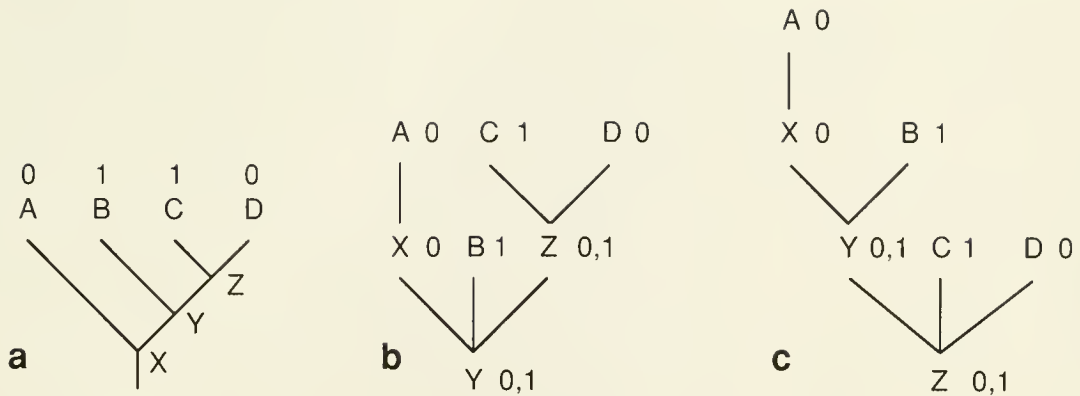 A 0
X 0 B 1
A 0 C 1 D 0
0 1 1 0
A B C D
X 0 B 1 Z 0,1
Y 0,1 C 1 D 0
Z
Y
a X
b Y 0,1
c Z 0,1